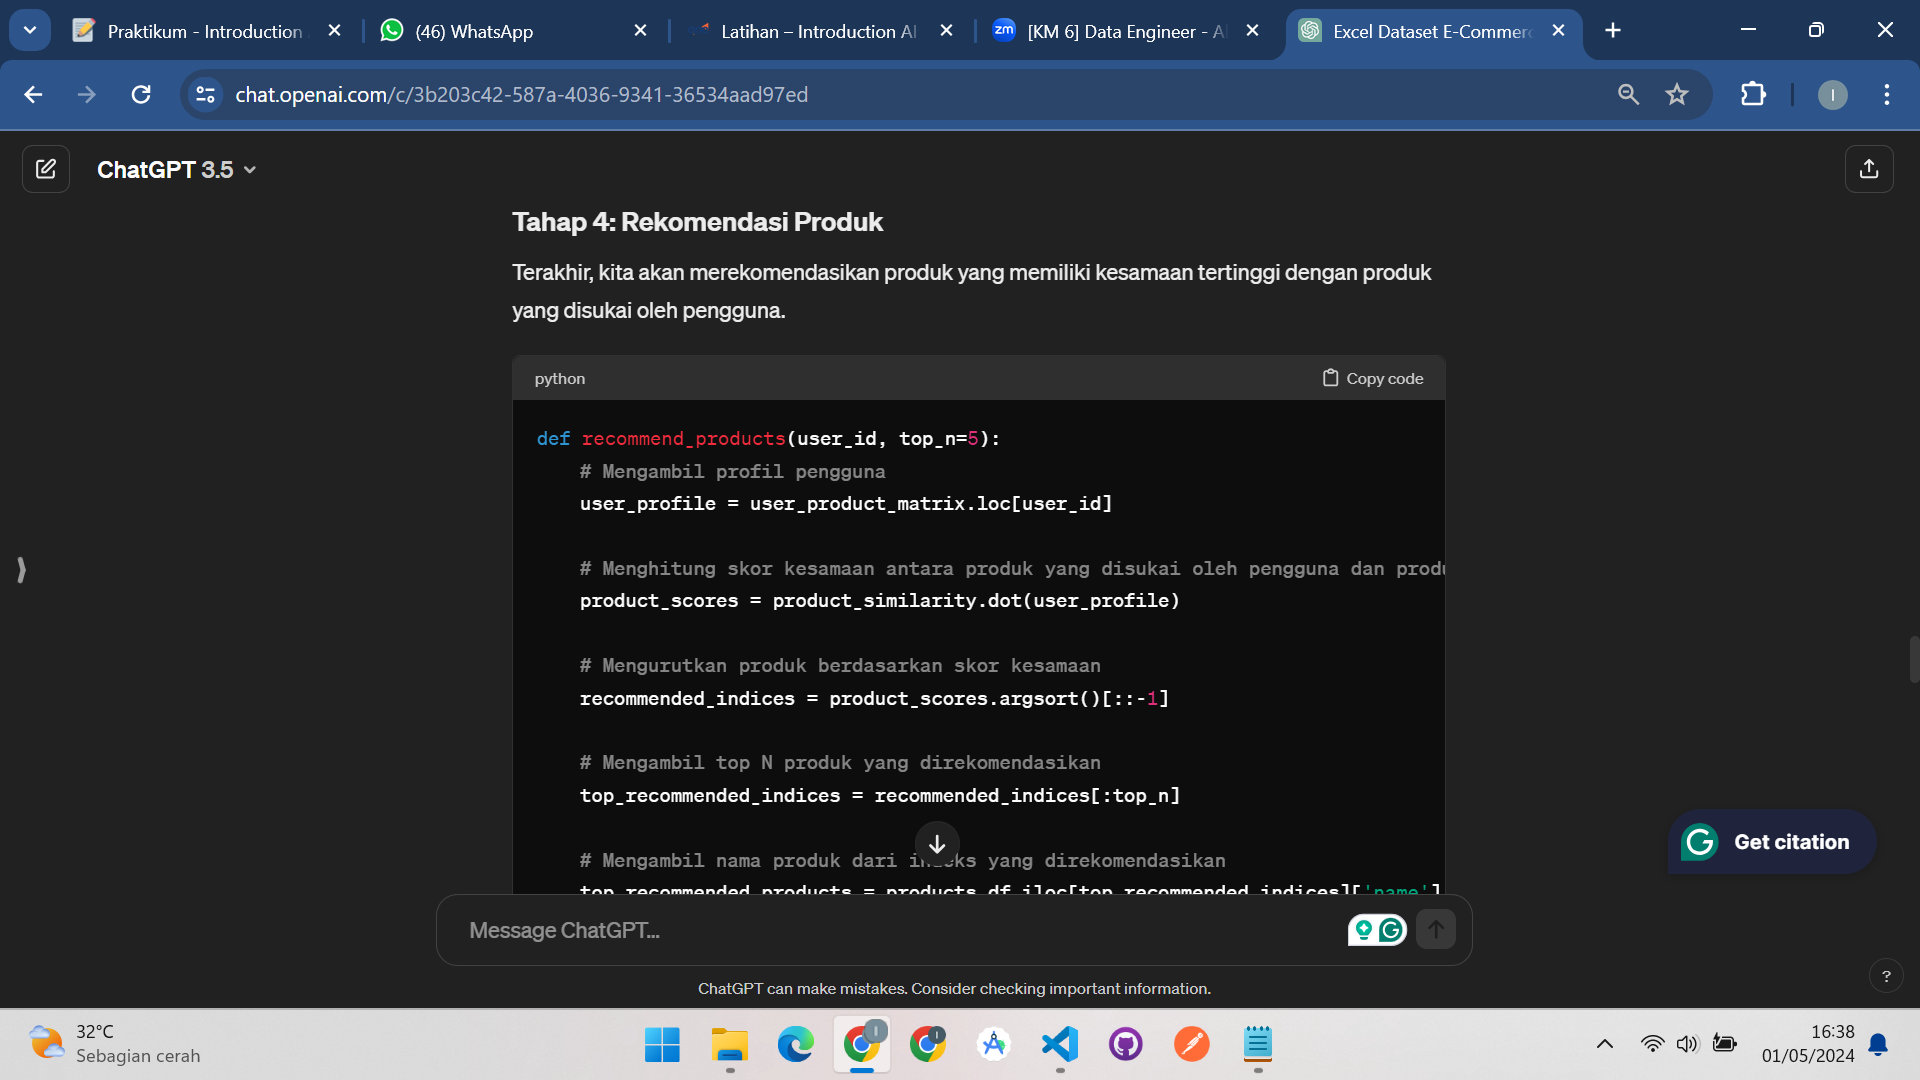 Praktikum - Introduction
(46) WhatsApp
Latihan – Introduction AI
zm
[KM 6] Data Engineer - A
Excel Dataset E-Commerc
chat.openai.com/c/3b203c42-587a-4036-9341-36534aad97ed
I
ChatGPT 3.5
Tahap 4: Rekomendasi Produk
Terakhir, kita akan merekomendasikan produk yang memiliki kesamaan tertinggi dengan produk
yang disukai oleh pengguna.
python
Copy code
def recommend_products(user_id, top_n=5):
# Mengambil profil pengguna
user_profile = user_product_matrix.loc[user_id]
# Menghitung skor kesamaan antara produk yang disukai oleh pengguna dan produ
product_scores = product_similarity.dot(user_profile)
# Mengurutkan produk berdasarkan skor kesamaan
recommended_indices = product_scores.argsort()[::-1]
# Mengambil top N produk yang direkomendasikan
top_recommended_indices = recommended_indices[:top_n]
# Mengambil nama produk dari indeks yang direkomendasikan
top_recommended_products = products_df.iloc[top_recommended_indices]['name']
Get citation
Message ChatGPT...
ChatGPT can make mistakes. Consider checking important information.
?
32°C
Sebagian cerah
16:38
01/05/2024